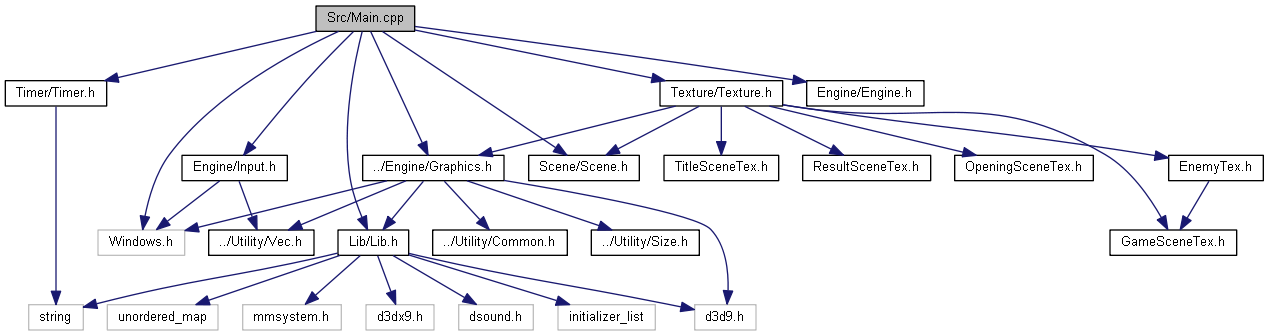 Src/Main.cpp
Timer/Timer.h
Texture/Texture.h
Engine/Engine.h
Engine/Input.h
../Engine/Graphics.h
Scene/Scene.h
TitleSceneTex.h
ResultSceneTex.h
OpeningSceneTex.h
EnemyTex.h
Windows.h
../Utility/Vec.h
Lib/Lib.h
../Utility/Common.h
../Utility/Size.h
GameSceneTex.h
string
unordered_map
mmsystem.h
d3dx9.h
dsound.h
initializer_list
d3d9.h